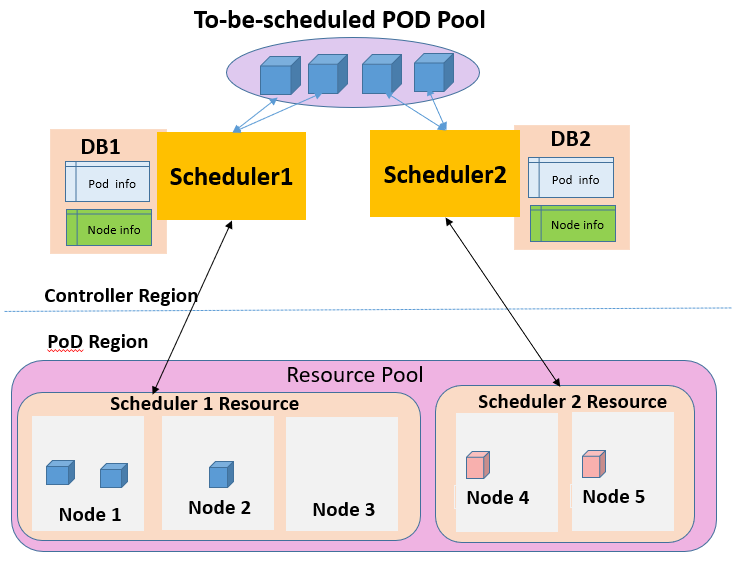 To-be-scheduled POD Pool
DB1
Pod info
Node info
Scheduler1
Scheduler2
DB2
Pod info
Node info
Controller Region
PoD Region
Resource Pool
Scheduler 1 Resource
Scheduler 2 Resource
Node 1
Node 2
Node 3
Node 4
Node 5